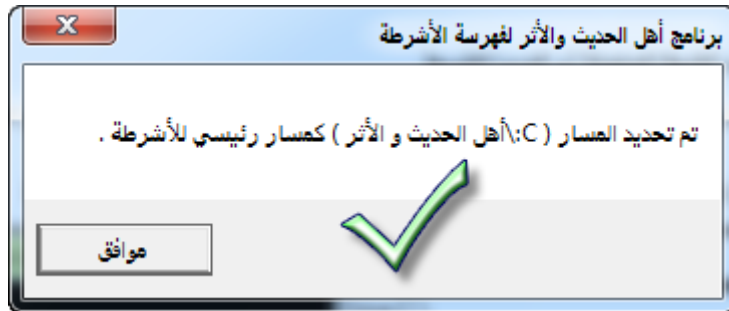 برنامج أهل الحديث والأثر لفهرسة الأشرطة
تم تحديد المسار ( C:\أهل الحديث و الأثر ) كمسار رئيسي للأشرطة .
موافق